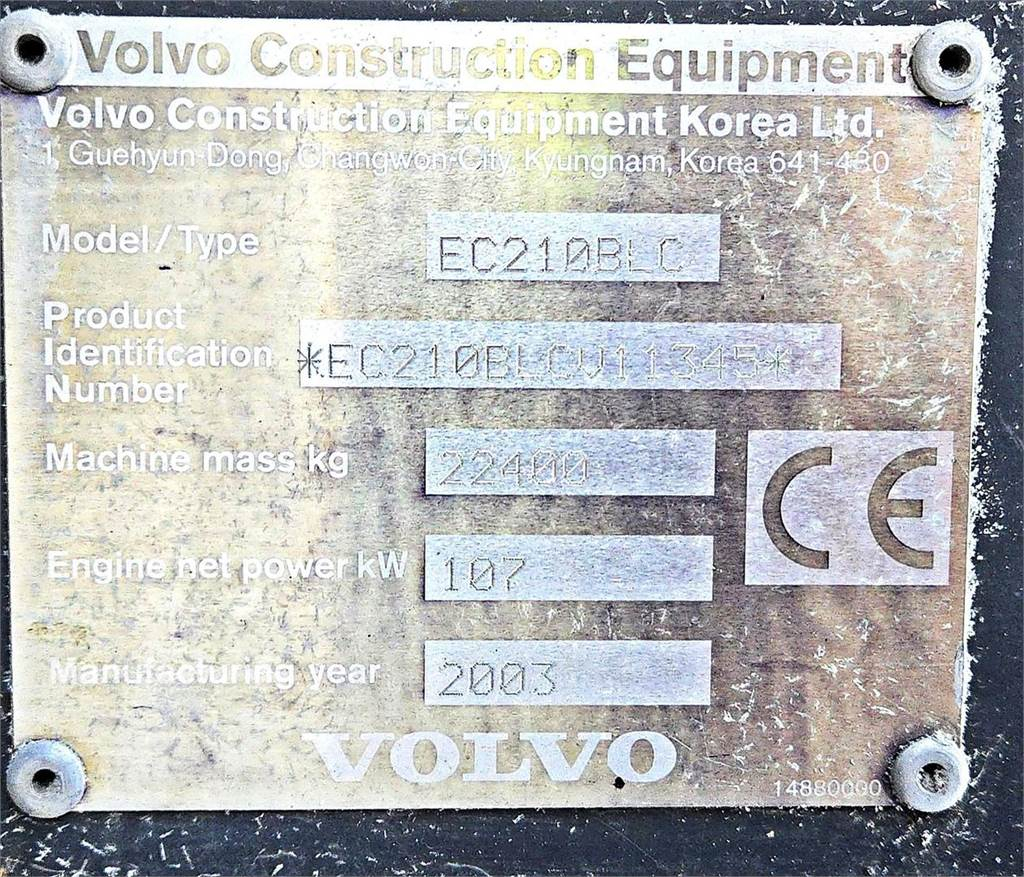 Volvo Construction Equipment
Volvo Construction Equipment Korea Ltd.
1, Guehyun-Dong, Changwon-City, Kyungnam, Korea 641-430
Model/Type EC210BLC
Product
Identification
Number *EC210BLCV11345*
Machine mass kg 22400
CE
Engine net power kW 107
Manufacturing year 2003
VOLVO
14880000